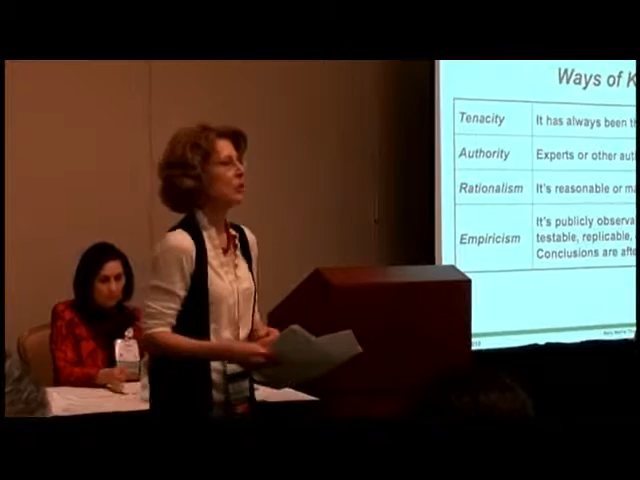 Ways of K
Tenacity
It has always been th
Authority
Experts or other aut
Rationalism
It's reasonable or ma
Empiricism
It's publicly observa
testable, replicable,
Conclusions are afte